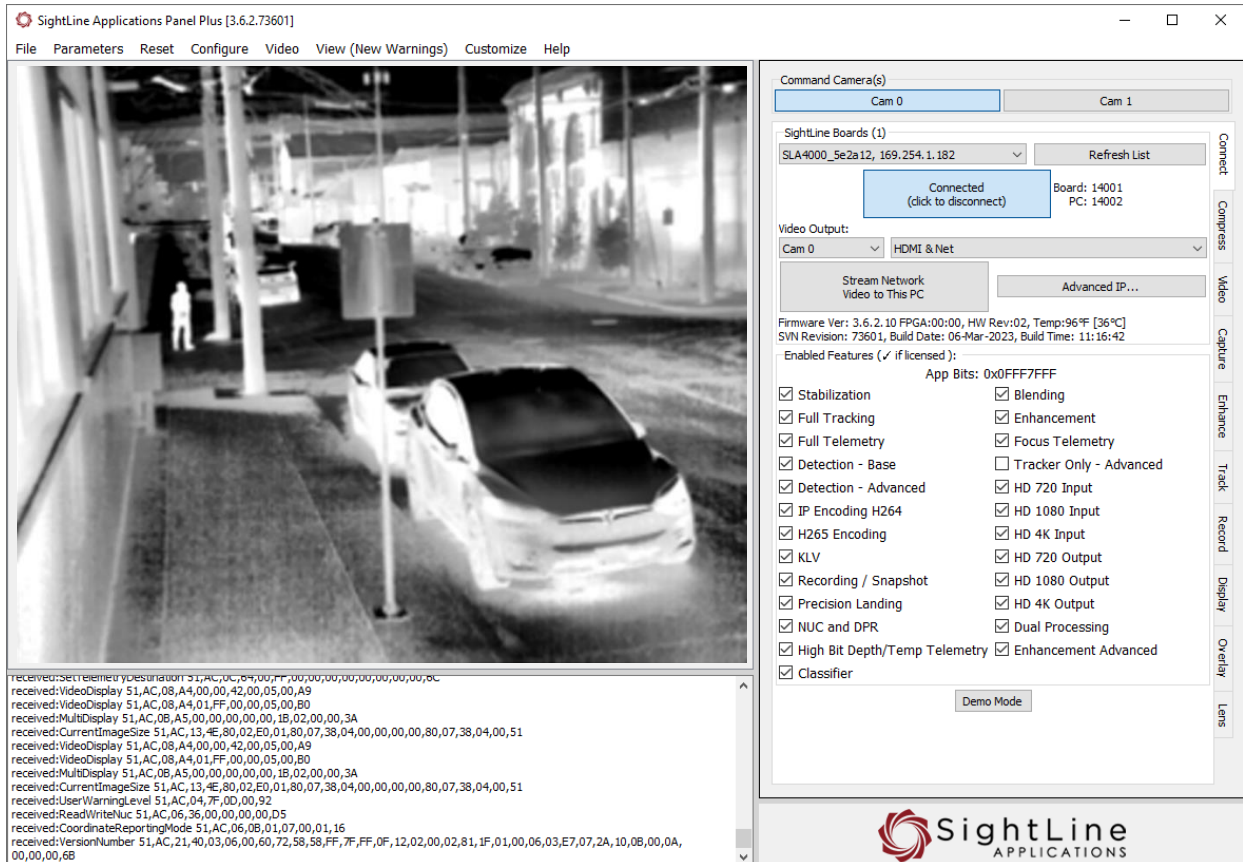 SightLine Applications Panel Plus [3.6.2.73601]
File Parameters Reset Configure Video View (New Warnings) Customize Help
Command Camera(s)
Cam 0 Cam 1
SightLine Boards (1)
SLA4000_5e2a12, 169.254.1.182 Refresh List
Connected
(click to disconnect)
Board: 14001
PC: 14002
Video Output:
Cam 0 HDMI & Net
Stream Network
Video to This PC
Advanced IP...
Firmware Ver: 3.6.2.10 FPGA:00:00, HW Rev:02, Temp:96°F [36°C]
SVN Revision: 73601, Build Date: 06-Mar-2023, Build Time: 11:16:42
Enabled Features (✓ if licensed ):
App Bits: 0x0FFF7FFF
Stabilization Blending
Full Tracking Enhancement
Full Telemetry Focus Telemetry
Detection - Base Tracker Only - Advanced
Detection - Advanced HD 720 Input
IP Encoding H264 HD 1080 Input
H265 Encoding HD 4K Input
KLV HD 720 Output
Recording / Snapshot HD 1080 Output
Precision Landing HD 4K Output
NUC and DPR Dual Processing
High Bit Depth/Temp Telemetry Enhancement Advanced
Classifier
Demo Mode
Connect
Compress
Video
Capture
Enhance
Track
Record
Display
Overlay
Lens
received:SetTelemetryDestination 51,AC,0C,64,00,FF,00,00,00,00,00,00,00,00,6C
received:VideoDisplay 51,AC,08,A4,00,00,42,00,05,00,A9
received:VideoDisplay 51,AC,08,A4,01,FF,00,00,05,00,B0
received:MultiDisplay 51,AC,0B,A5,00,00,00,00,00,1B,02,00,00,3A
received:CurrentImageSize 51,AC,13,4E,80,02,E0,01,80,07,38,04,00,00,00,00,80,07,38,04,00,51
received:VideoDisplay 51,AC,08,A4,00,00,42,00,05,00,A9
received:VideoDisplay 51,AC,08,A4,01,FF,00,00,05,00,B0
received:MultiDisplay 51,AC,0B,A5,00,00,00,00,00,1B,02,00,00,3A
received:CurrentImageSize 51,AC,13,4E,80,02,E0,01,80,07,38,04,00,00,00,00,80,07,38,04,00,51
received:UserWarningLevel 51,AC,04,7F,0D,00,92
received:ReadWriteNuc 51,AC,06,36,00,00,00,00,D5
received:CoordinateReportingMode 51,AC,06,0B,01,07,00,01,16
received:VersionNumber 51,AC,21,40,03,06,00,60,72,58,58,FF,7F,FF,0F,12,02,00,02,81,1F,01,00,06,03,E7,07,2A,10,0B,00,0A,
00,00,00,6B
SightLine
APPLICATIONS